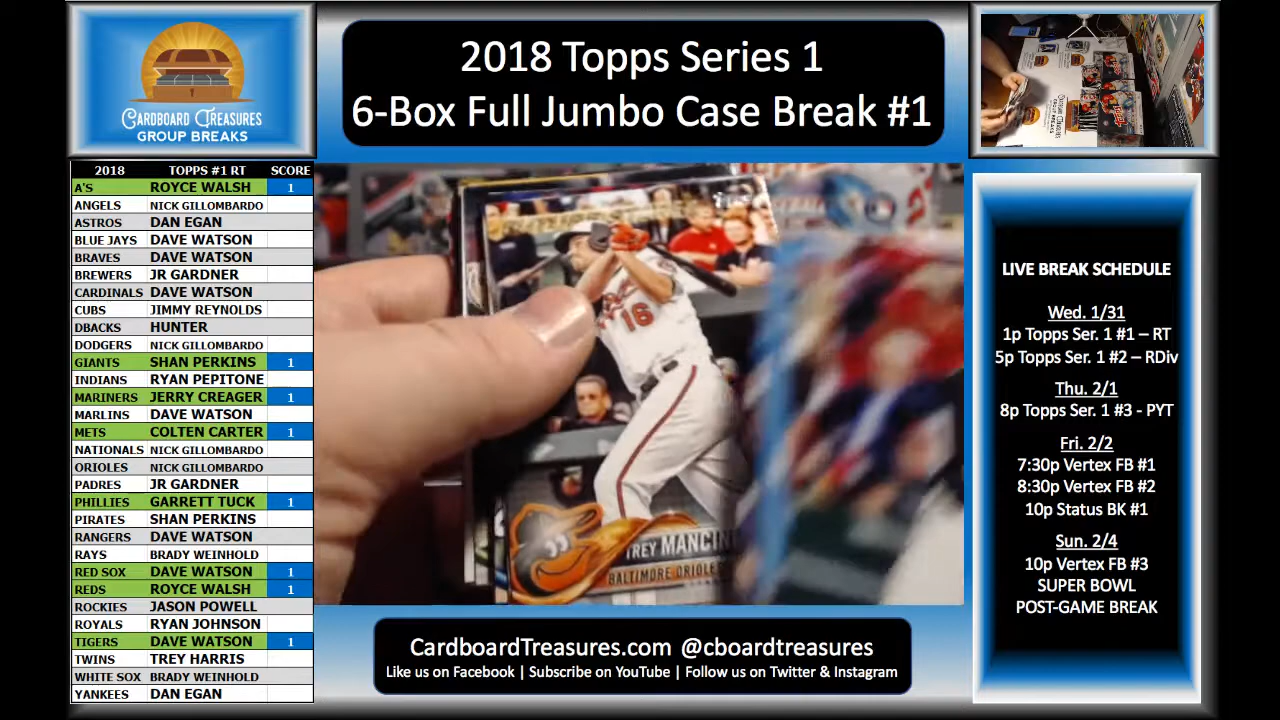 CARDBOARD TREASURES
GROUP BREAKS
2018 Topps Series 1
6-Box Full Jumbo Case Break #1
2018 TOPPS #1 RT SCORE
A'S ROYCE WALSH 1
ANGELS NICK GILLOMBARDO
ASTROS DAN EGAN
BLUE JAYS DAVE WATSON
BRAVES DAVE WATSON
BREWERS JR GARDNER
CARDINALS DAVE WATSON
CUBS JIMMY REYNOLDS
DBACKS HUNTER
DODGERS NICK GILLOMBARDO
GIANTS SHAN PERKINS 1
INDIANS RYAN PEPITONE
MARINERS JERRY CREAGER 1
MARLINS DAVE WATSON
METS COLTEN CARTER 1
NATIONALS NICK GILLOMBARDO
ORIOLES NICK GILLOMBARDO
PADRES JR GARDNER
PHILLIES GARRETT TUCK 1
PIRATES SHAN PERKINS
RANGERS DAVE WATSON
RAYS BRADY WEINHOLD
RED SOX DAVE WATSON 1
REDS ROYCE WALSH 1
ROCKIES JASON POWELL
ROYALS RYAN JOHNSON
TIGERS DAVE WATSON 1
TWINS TREY HARRIS
WHITE SOX BRADY WEINHOLD
YANKEES DAN EGAN
16
TREY MANCIN
BALTIMORE ORIOLES
LIVE BREAK SCHEDULE
Wed. 1/31
1p Topps Ser. 1 #1 – RT
5p Topps Ser. 1 #2 – RDiv
Thu. 2/1
8p Topps Ser. 1 #3 - PYT
Fri. 2/2
7:30p Vertex FB #1
8:30p Vertex FB #2
10p Status BK #1
Sun. 2/4
10p Vertex FB #3
SUPER BOWL
POST-GAME BREAK
CardboardTreasures.com @cboardtreasures
Like us on Facebook | Subscribe on YouTube | Follow us on Twitter & Instagram